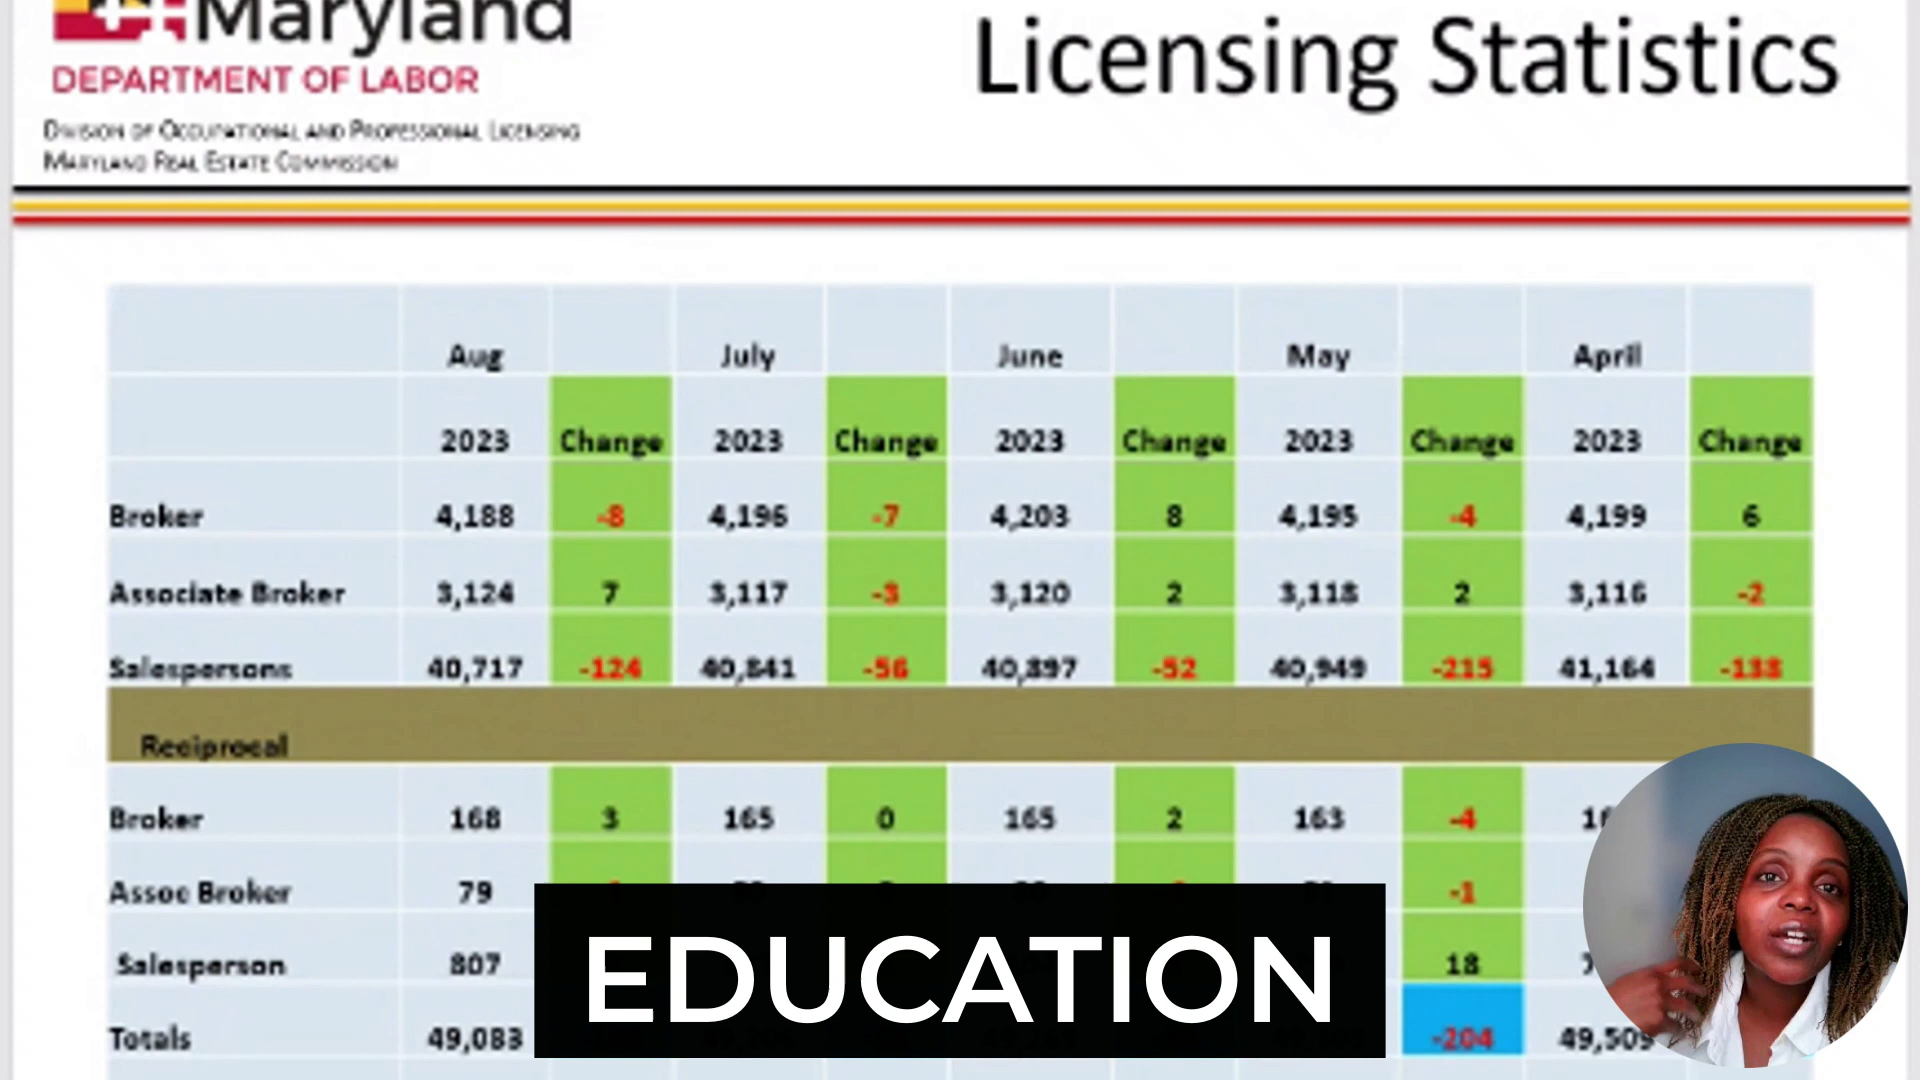 Maryland
DEPARTMENT OF LABOR
DIVISION OF OCCUPATIONAL AND PROFESSIONAL LICENSING
MARYLAND REAL ESTATE COMMISSION
Licensing Statistics
Aug July June May April
2023 Change 2023 Change 2023 Change 2023 Change 2023 Change
Broker 4,188 -8 4,196 -7 4,203 8 4,195 -4 4,199 6
Associate Broker 3,124 7 3,117 -3 3,120 2 3,118 2 3,116 -2
Salespersons 40,717 -124 40,841 -56 40,897 -52 40,949 -215 41,164 -138
Reciprocal
Broker 168 3 165 0 165 2 163 -4
Assoc Broker 79 -1
Salesperson 807 18
Totals 49,083 -204 49,509
EDUCATION